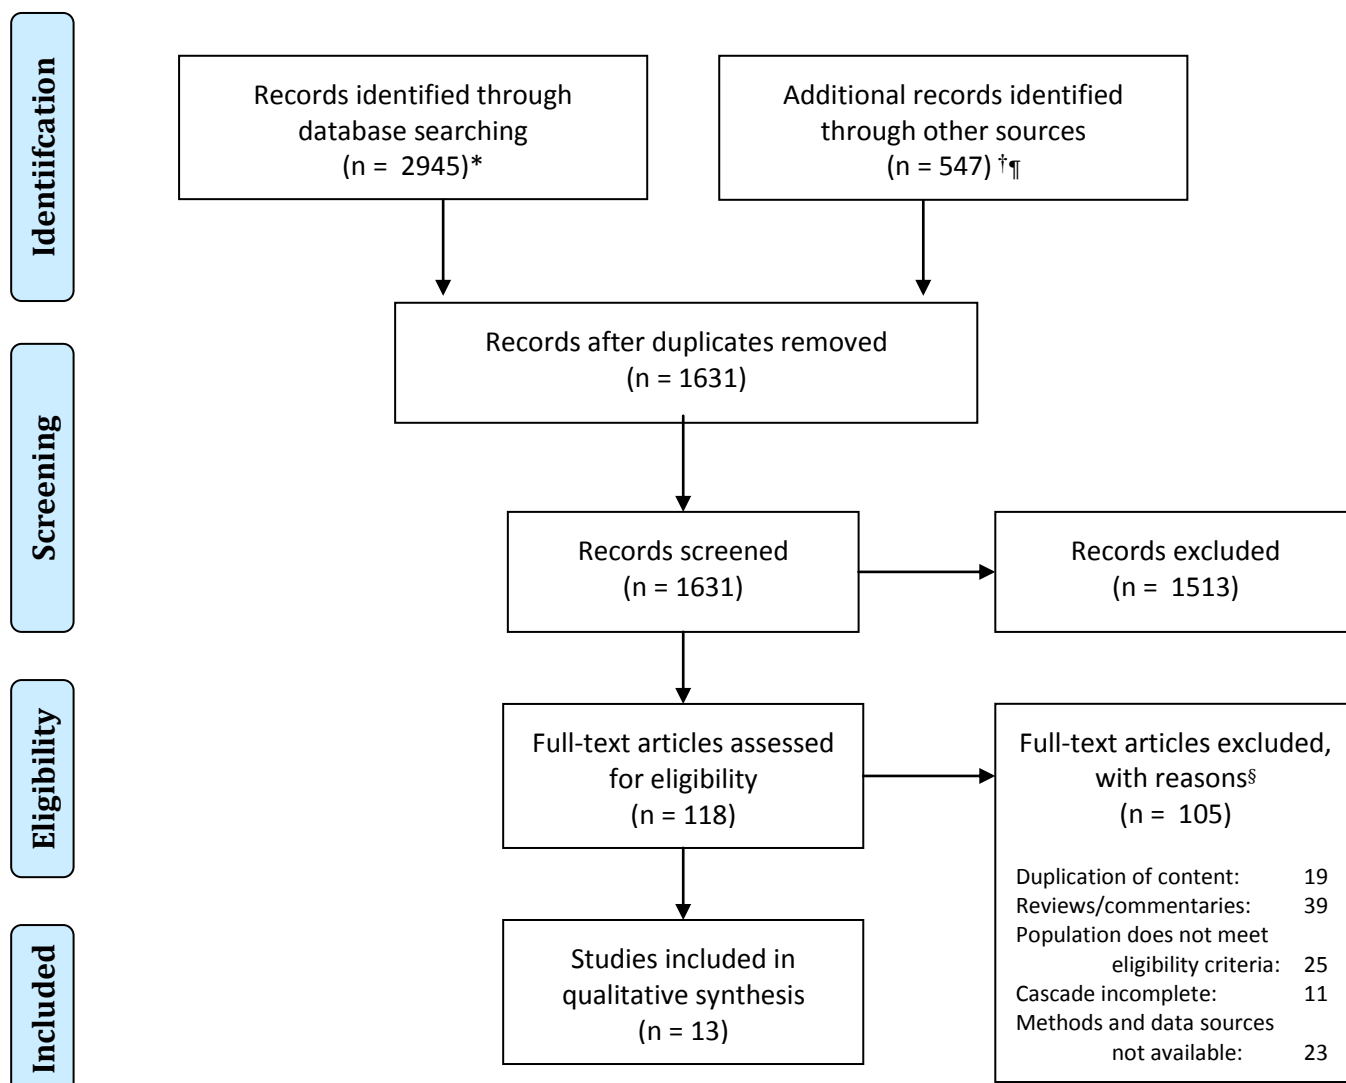 Identiifcation
Records identified through
database searching
(n = 2945)*
Additional records identified
through other sources
(n = 547) †¶
Screening
Records after duplicates removed
(n = 1631)
Records screened
(n = 1631)
Records excluded
(n = 1513)
Eligibility
Full-text articles assessed
for eligibility
(n = 118)
Full-text articles excluded,
with reasons§
(n = 105)
Duplication of content: 19
Reviews/commentaries: 39
Population does not meet
eligibility criteria: 25
Cascade incomplete: 11
Methods and data sources
not available: 23
Included
Studies included in
qualitative synthesis
(n = 13)